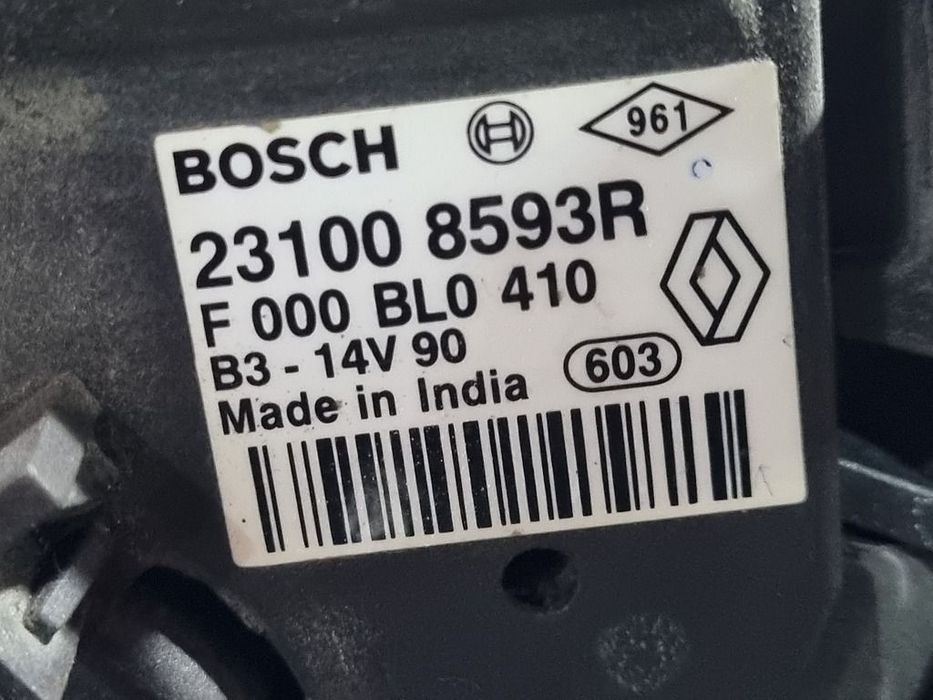 BOSCH 961
23100 8593R
F 000 BL0 410
B3 - 14V 90
Made in India 603